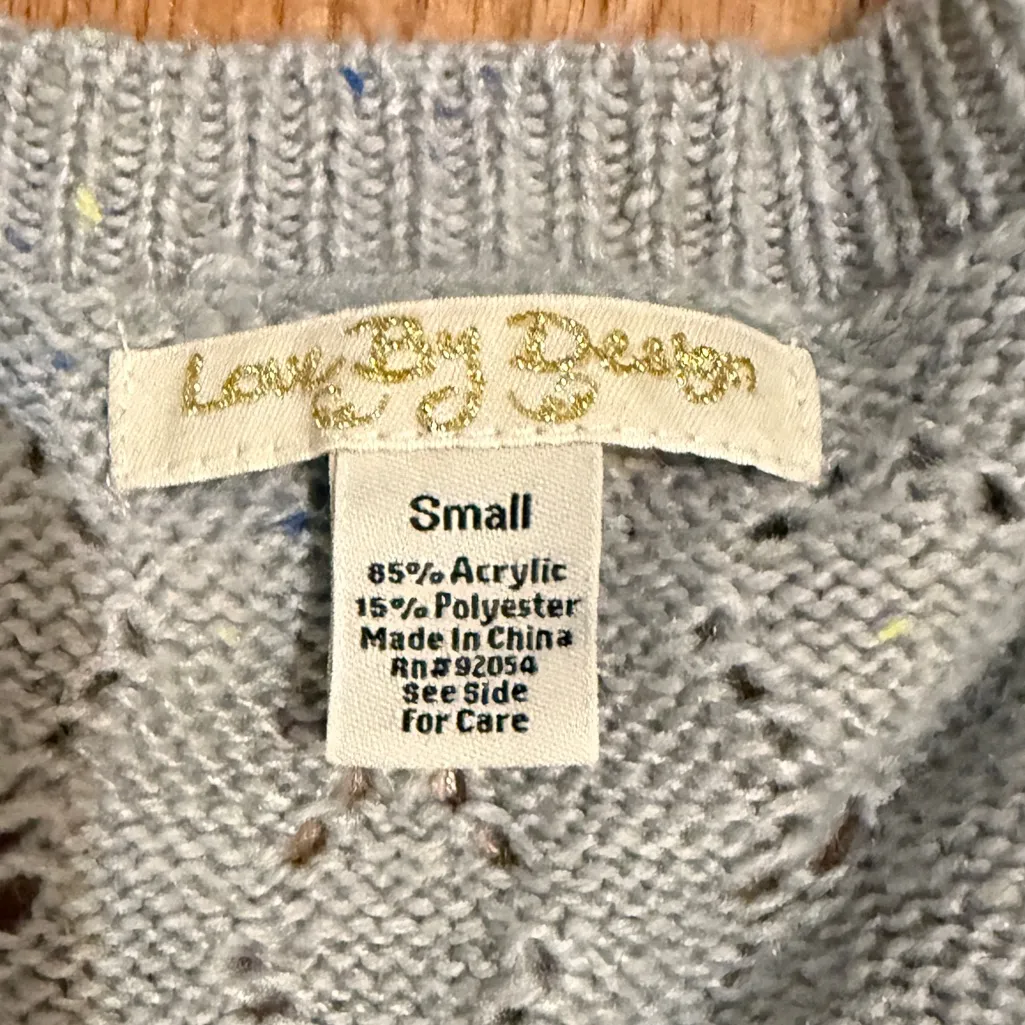 Love By Design
Small
85% Acrylic
15% Polyester
Made In China
Rn#92054
See Side
For Care